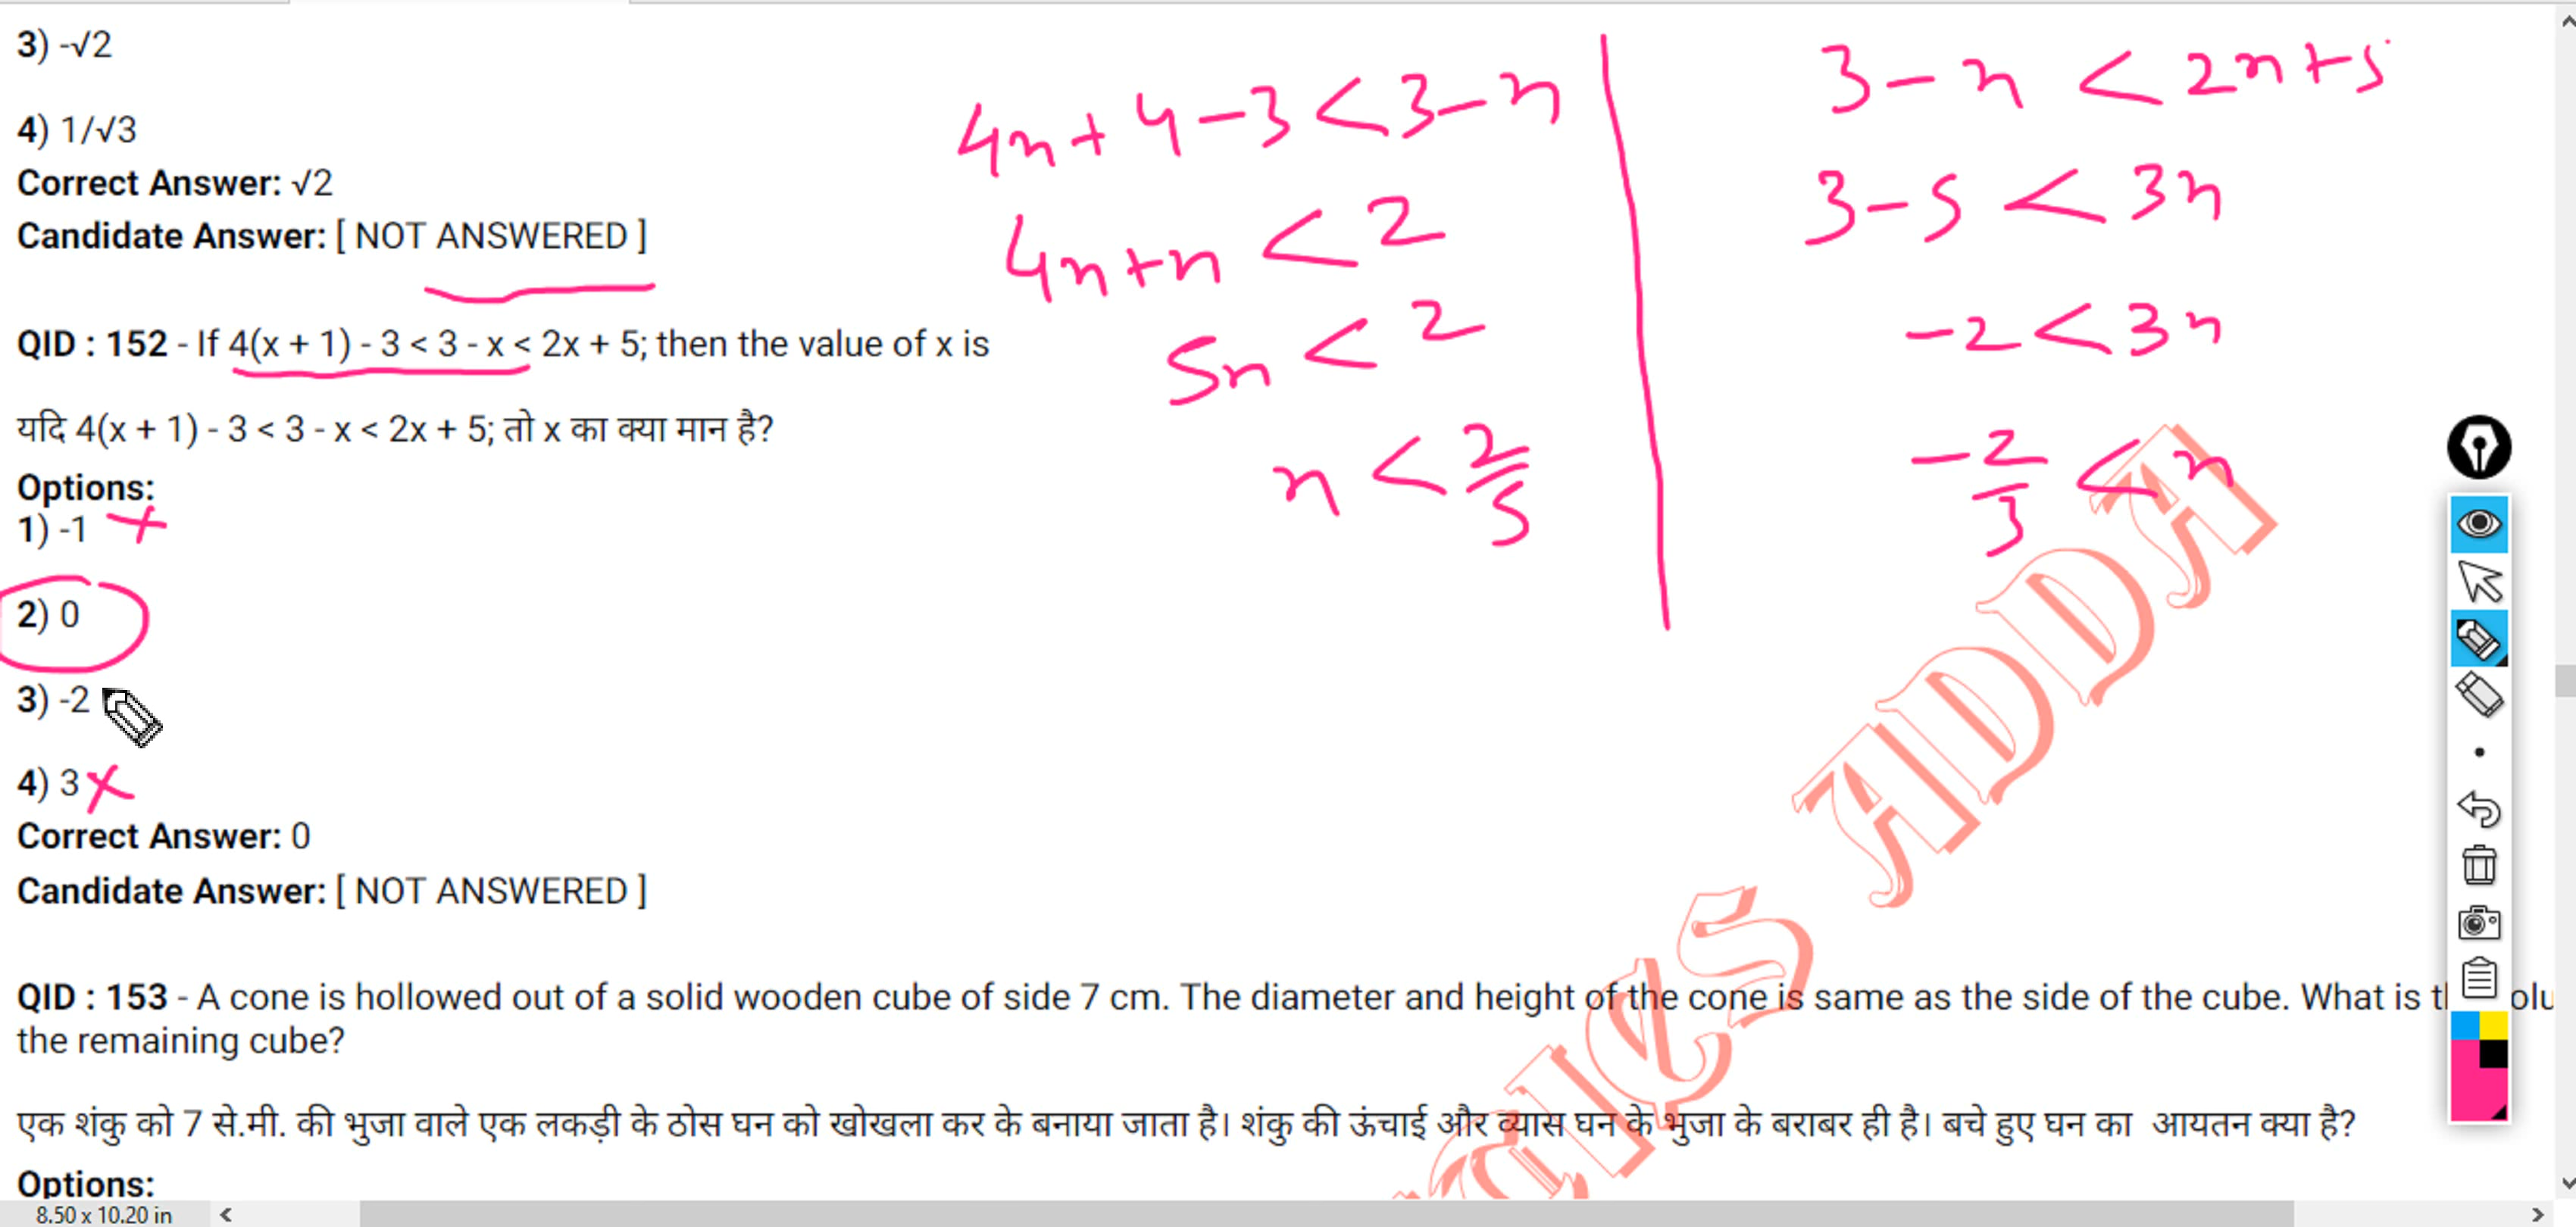 3) -√2
4) 1/√3
Correct Answer: √2
Candidate Answer: [ NOT ANSWERED ]
QID : 152 - If 4(x + 1) - 3 < 3 - x < 2x + 5; then the value of x is
यदि 4(x + 1) - 3 < 3 - x < 2x + 5; तो x का क्या मान है?
Options:
1) -1
2) 0
3) -2
4) 3
Correct Answer: 0
Candidate Answer: [ NOT ANSWERED ]
4x + 4 - 3 < 3 - x
4x + x < 2
5x < 2
x < 2/5
3 - x < 2x + 5
3 - 5 < 3x
-2 < 3x
-2/3 < x
QID : 153 - A cone is hollowed out of a solid wooden cube of side 7 cm. The diameter and height of the cone is same as the side of the cube. What is
the remaining cube?
एक शंकु को 7 से.मी. की भुजा वाले एक लकड़ी के ठोस घन को खोखला कर के बनाया जाता है। शंकु की ऊंचाई और व्यास घन के भुजा के बराबर ही है। बचे हुए घन का आयतन क्या है?
Options:
ADDA
8.50 x 10.20 in